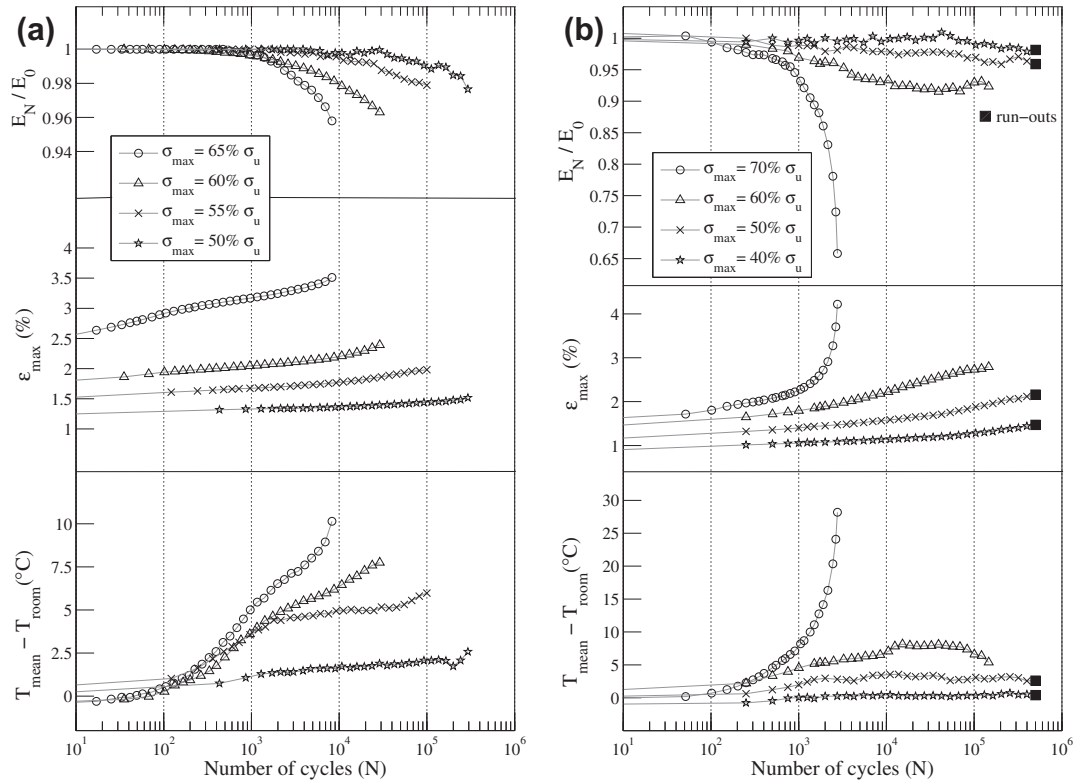 (a)
1
0.98
0.96
0.94
E_N / E_0
σ_max = 65% σ_u
σ_max = 60% σ_u
σ_max = 55% σ_u
σ_max = 50% σ_u
4
3.5
3
2.5
2
1.5
1
ε_max (%)
10
7.5
5
2.5
0
T_mean − T_room (°C)
10^1
10^2
10^3
10^4
10^5
10^6
Number of cycles (N)
(b)
1
0.95
0.9
0.85
0.8
0.75
0.7
0.65
E_N / E_0
run−outs
σ_max = 70% σ_u
σ_max = 60% σ_u
σ_max = 50% σ_u
σ_max = 40% σ_u
4
3
2
1
ε_max (%)
30
25
20
15
10
5
0
T_mean − T_room (°C)
10^1
10^2
10^3
10^4
10^5
10^6
Number of cycles (N)